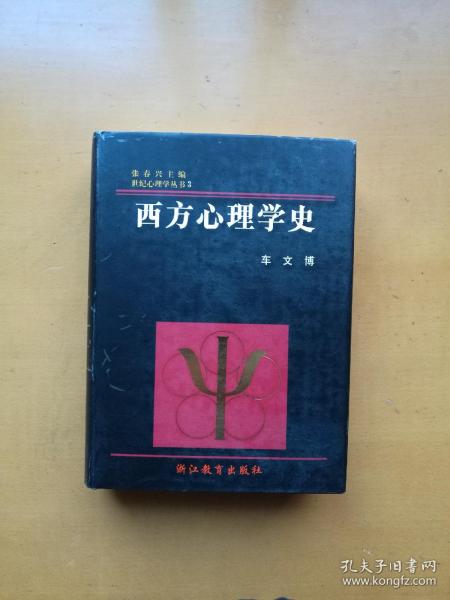 张春兴主编
世纪心理学丛书3
西方心理学史
车文博
浙江教育出版社
孔夫子旧书网
www.kongfz.com